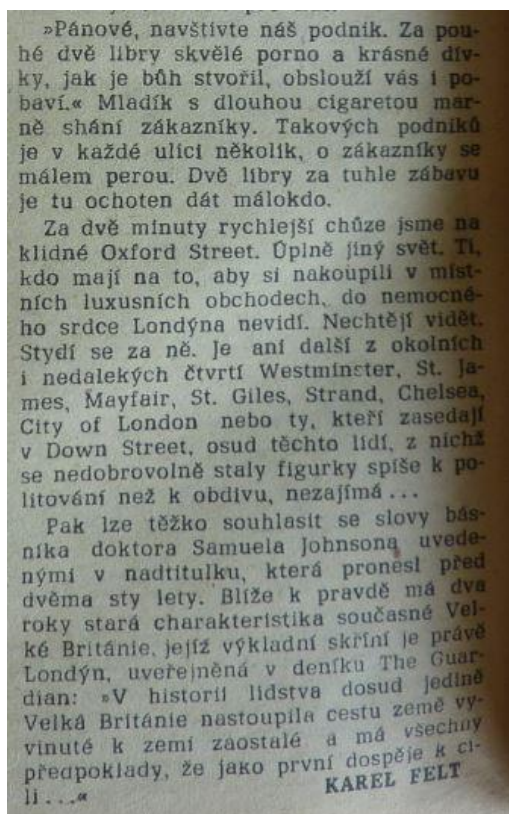 »Pánové, navštivte náš podnik. Za pou-
hé dvě libry skvělé porno a krásné dív-
ky, jak je bůh stvořil, obslouží vás i po-
baví.« Mladík s dlouhou cigaretou mar-
ně shání zákazníky. Takových podniků
je v každé ulici několik, o zákazníky se
málem perou. Dvě libry za tuhle zábavu
je tu ochoten dát málokdo.
Za dvě minuty rychlejší chůze jsme na
klidné Oxford Street. Úplně jiný svět. Ti,
kdo mají na to, aby si nakoupili v míst-
ních luxusních obchodech, do nemocné-
ho srdce Londýna nevidí. Nechtějí vidět.
Stydí se za ně. Je ani další z okolních
i nedalekých čtvrtí Westminster, St. Ja-
mes, Mayfair, St. Giles, Strand, Chelsea,
City of London nebo ty, kteří zasedají
v Down Street, osud těchto lidí, z nichž
se nedobrovolně staly figurky spíše k po-
litování než k obdivu, nezajímá ...
Pak lze těžko souhlasit se slovy bás-
níka doktora Samuela Johnsona uvede-
nými v nadtitulku, která pronesl před
dvěma sty lety. Blíže k pravdě má dva
roky stará charakteristika současné Vel-
ké Británie, jejíž výkladní skříní je právě
Londýn, uveřejněná v deníku The Guar-
dian: »V historii lidstva dosud jedině
Velká Británie nastoupila cestu země vy-
vinuté k zemi zaostalé a má všechny
předpoklady, že jako první dospěje k cí-
li ...«
KAREL FELT